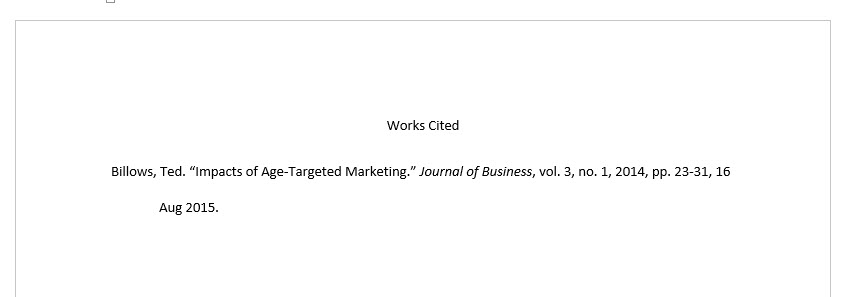 Works Cited
Billows, Ted. “Impacts of Age-Targeted Marketing.” Journal of Business, vol. 3, no. 1, 2014, pp. 23-31, 16
Aug 2015.